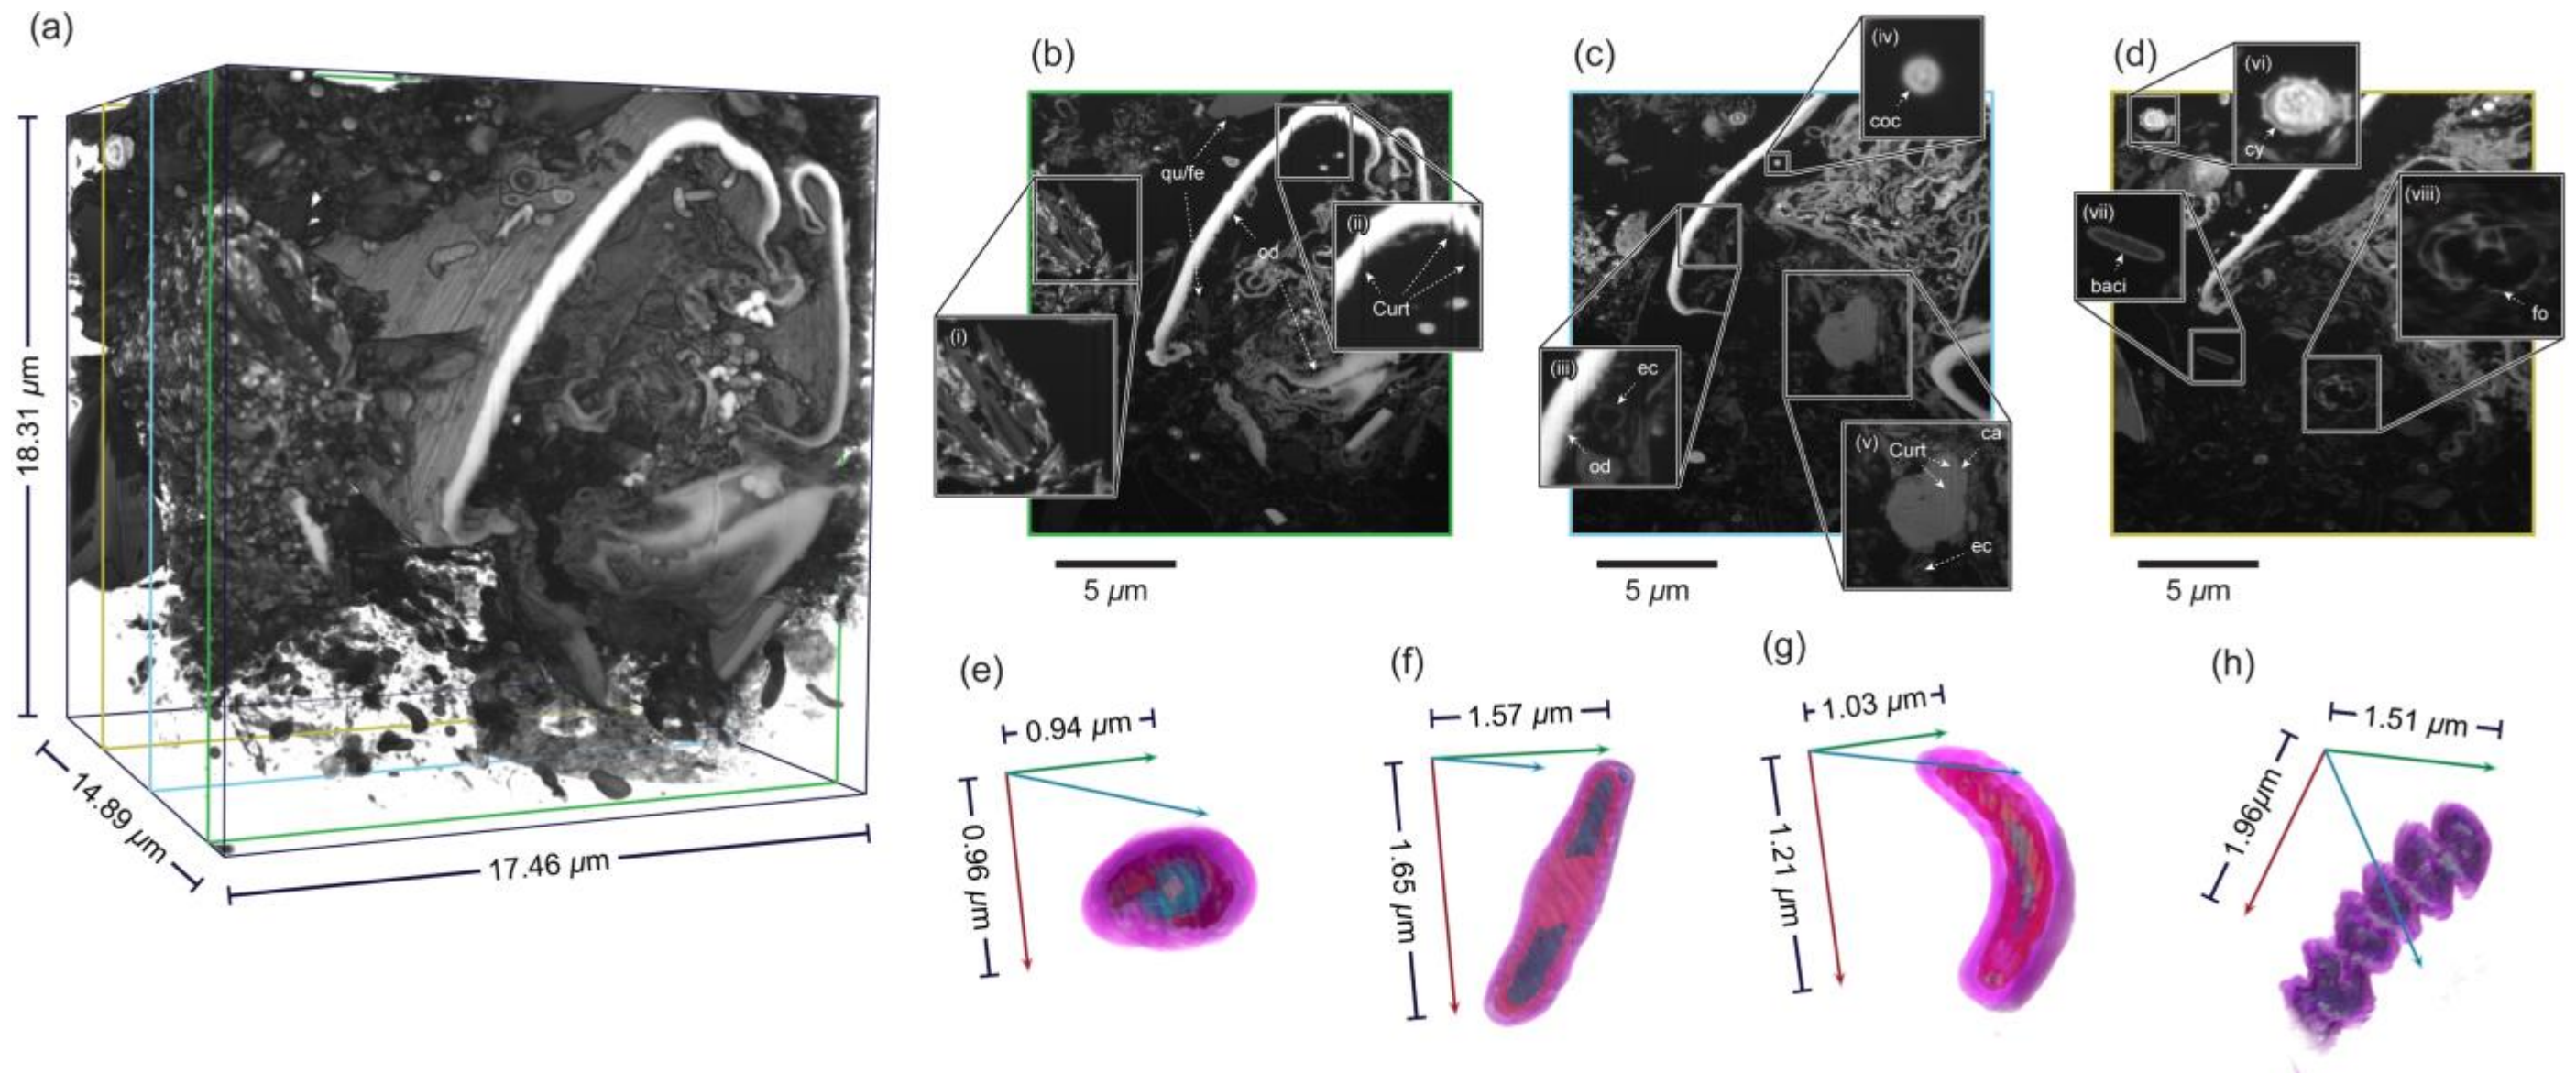 (a)
18.31 µm
14.89 µm
17.46 µm
(b)
qu/fe
od
(i)
(ii)
Curt
5 µm
(c)
(iv)
coc
(iii)
ec
od
(v)
Curt
ca
ec
5 µm
(d)
(vi)
cy
(vii)
baci
(viii)
fo
5 µm
(e)
0.94 µm
0.96 µm
(f)
1.57 µm
1.65 µm
(g)
1.03 µm
1.21 µm
(h)
1.51 µm
1.96µm